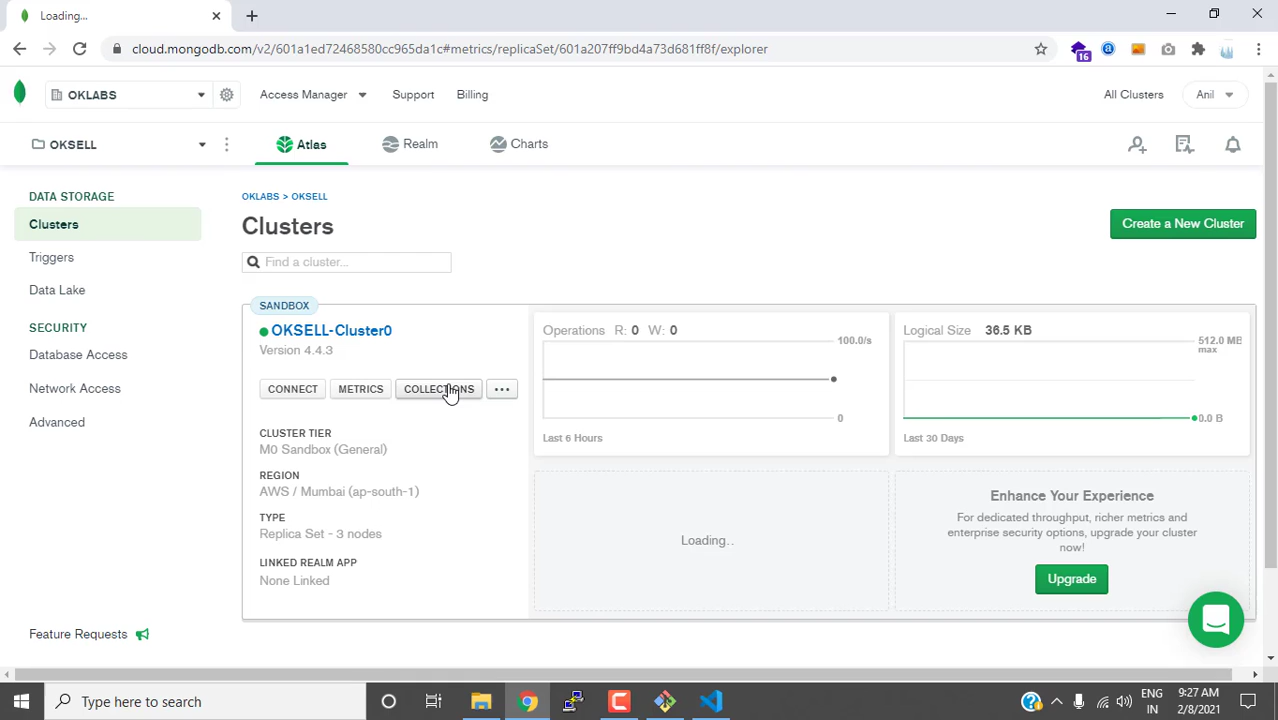 Loading...
cloud.mongodb.com/v2/601a1ed72468580cc965da1c#metrics/replicaSet/601a207ff9bd4a73d681ff8f/explorer
16
OKLABS
Access Manager
Support
Billing
All Clusters
Anil
OKSELL
Atlas
Realm
Charts
DATA STORAGE
Clusters
Triggers
Data Lake
SECURITY
Database Access
Network Access
Advanced
Feature Requests
OKLABS > OKSELL
Clusters
Create a New Cluster
Find a cluster...
SANDBOX
OKSELL-Cluster0
Version 4.4.3
CONNECT
METRICS
COLLECTIONS
CLUSTER TIER
M0 Sandbox (General)
REGION
AWS / Mumbai (ap-south-1)
TYPE
Replica Set - 3 nodes
LINKED REALM APP
None Linked
Operations R: 0 W: 0
100.0/s
0
Last 6 Hours
Logical Size 36.5 KB
512.0 MB
max
0.0 B
Last 30 Days
Loading..
Enhance Your Experience
For dedicated throughput, richer metrics and
enterprise security options, upgrade your cluster
now!
Upgrade
Type here to search
ENG
IN
9:27 AM
2/8/2021